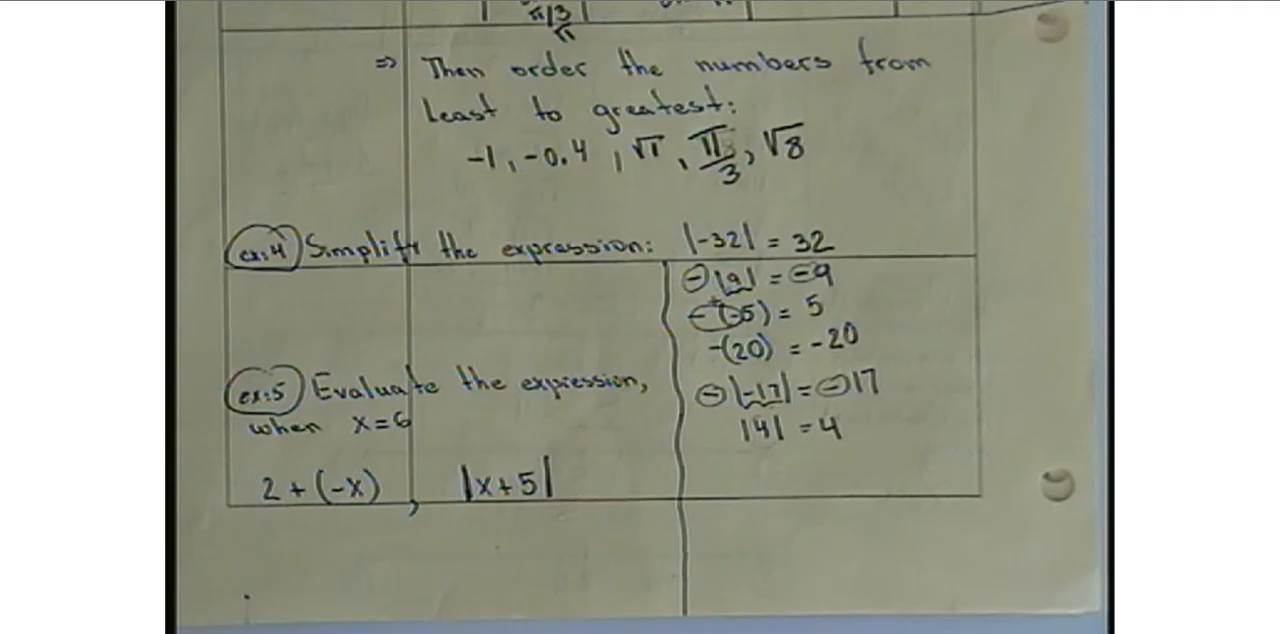 π/3
π
⇒ Then order the numbers from
least to greatest:
-1, -0.4, √1, π/3, √8
ex:4) Simplify the expression: |-32| = 32
-|9| = -9
-(-5) = 5
-(20) = -20
-|-17| = -17
|4| = 4
ex:5) Evaluate the expression,
when x=6
2+(-x) , |x+5|